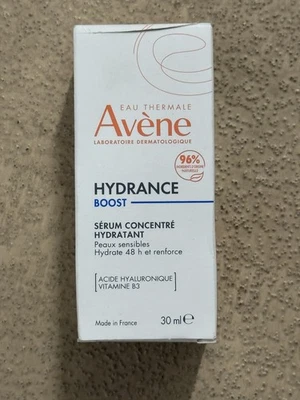 EAU THERMALE
Avène
LABORATOIRE DERMATOLOGIQUE
96%
HYDRANCE
BOOST
SÉRUM CONCENTRÉ
HYDRATANT
Peaux sensibles
Hydrate 48 h et renforce
ACIDE HYALURONIQUE
VITAMINE B3
Made in France
30 ml e